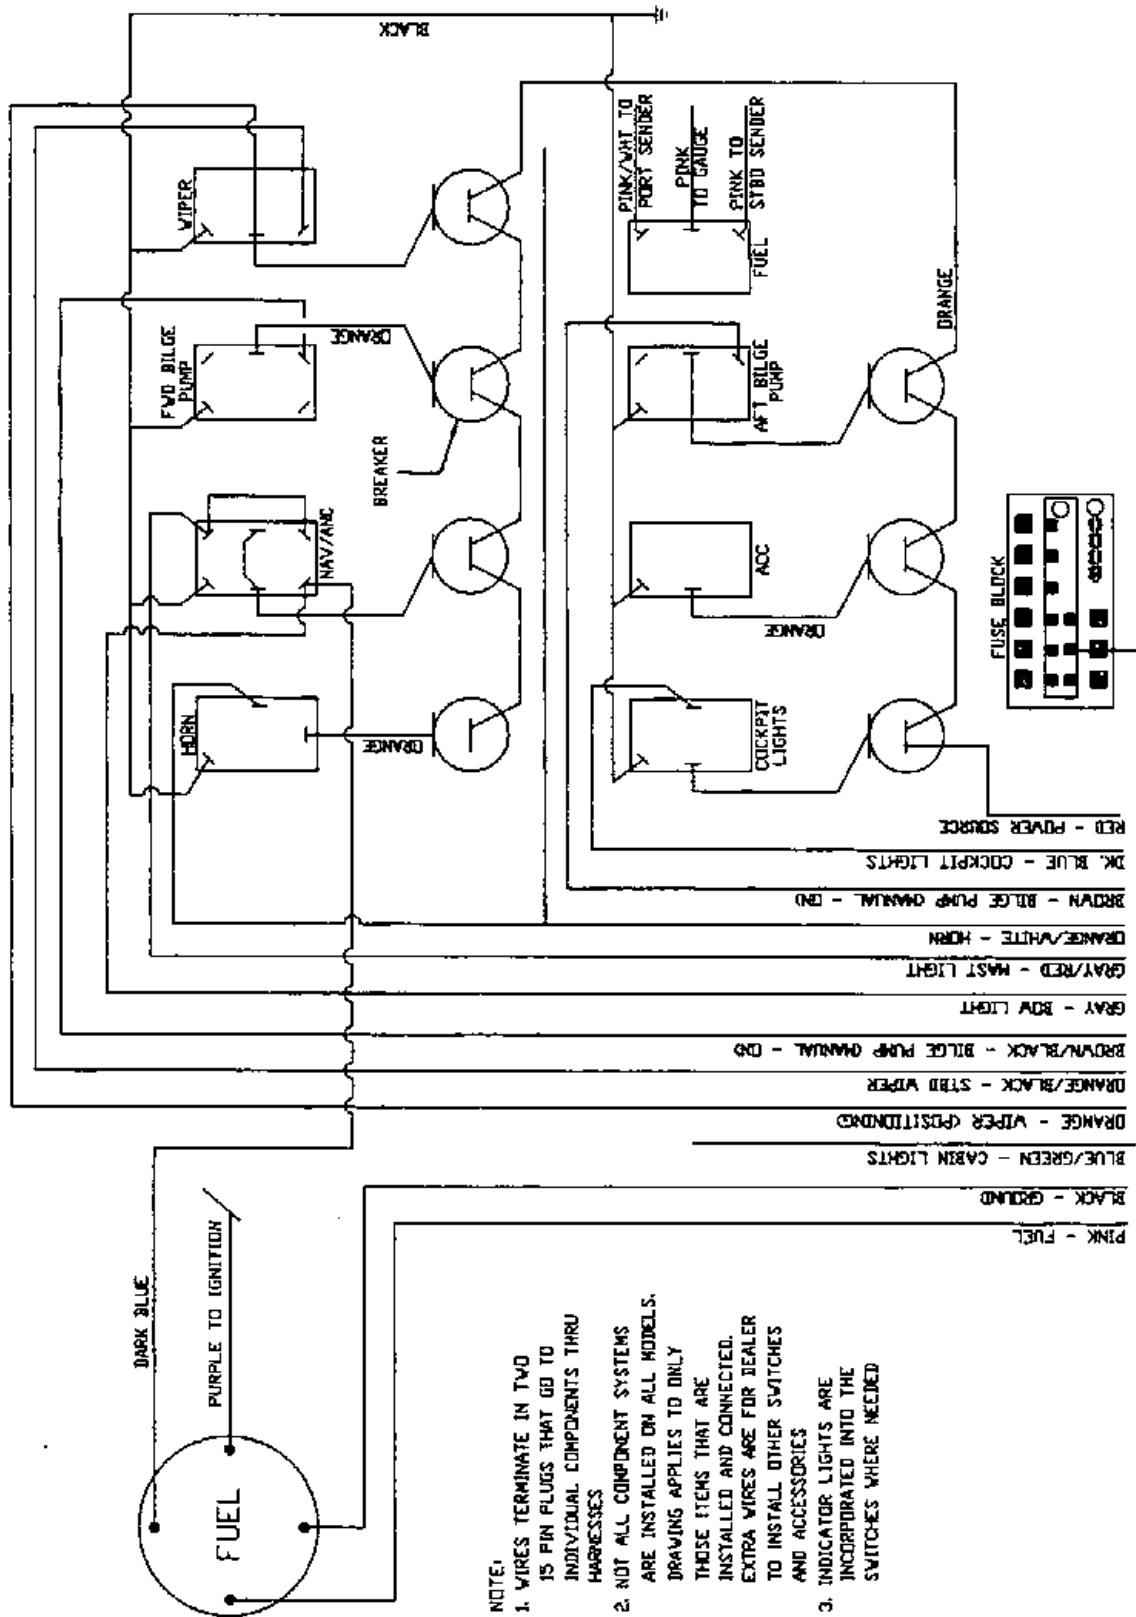 BLACK
WIPER
FWD BILGE
PUMP
NAV/ANC
HORN
ORANGE
BREAKER
ORANGE
PINK/WHT TO
PORT SENDER
PINK
TO GAUGE
PINK TO
STBD SENDER
FUEL
AFT BILGE
PUMP
ACC
COCKPIT
LIGHTS
ORANGE
ORANGE
FUSE BLOCK
RED - POWER SOURCE
DK. BLUE - COCKPIT LIGHTS
BROWN - BILGE PUMP (MANUAL - ON)
ORANGE/WHITE - HORN
GRAY/RED - MAST LIGHT
GRAY - BOW LIGHT
BROWN/BLACK - BILGE PUMP (MANUAL - ON)
ORANGE/BLACK - STBD WIPER
ORANGE - WIPER (POSITIONING)
BLUE/GREEN - CABIN LIGHTS
BLACK - GROUND
PINK - FUEL
DARK BLUE
PURPLE TO IGNITION
FUEL
NOTE:
1. WIRES TERMINATE IN TWO
15 PIN PLUGS THAT GO TO
INDIVIDUAL COMPONENTS THRU
HARNESSES
2. NOT ALL COMPONENT SYSTEMS
ARE INSTALLED ON ALL MODELS.
DRAWING APPLIES TO ONLY
THOSE ITEMS THAT ARE
INSTALLED AND CONNECTED.
EXTRA WIRES ARE FOR DEALER
TO INSTALL OTHER SWITCHES
AND ACCESSORIES
3. INDICATOR LIGHTS ARE
INCORPORATED INTO THE
SWITCHES WHERE NEEDED